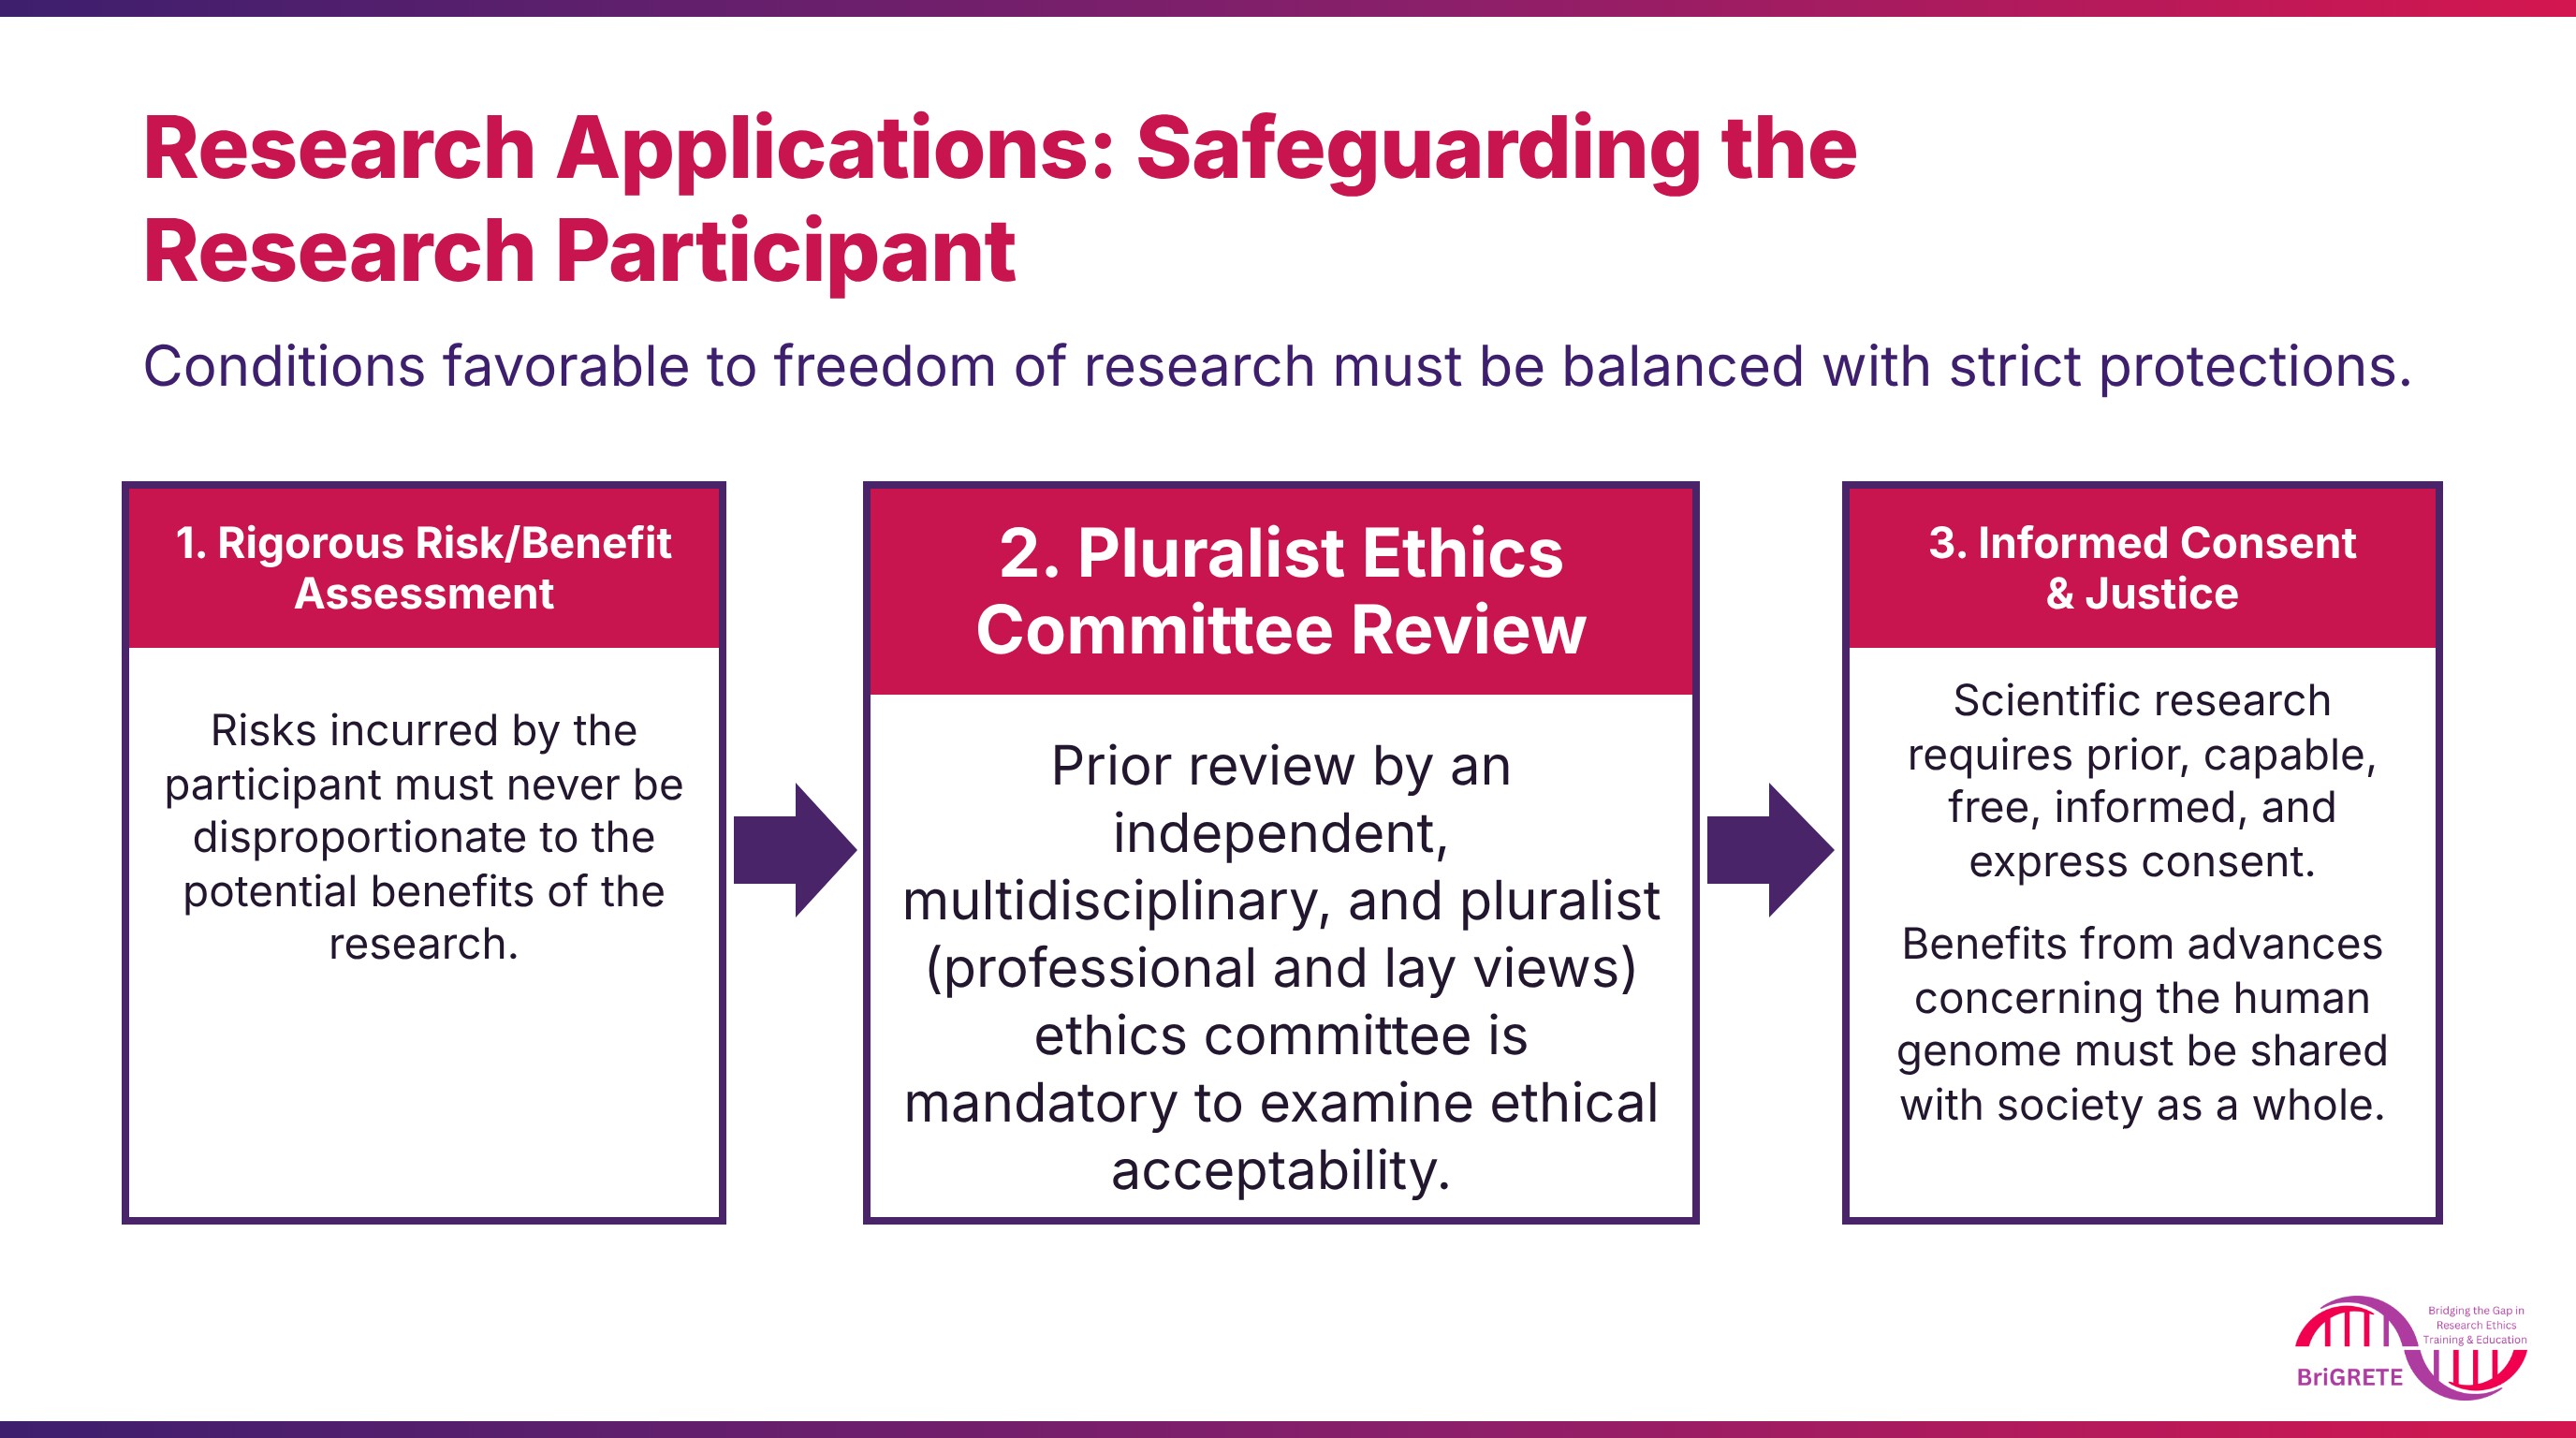 Research Applications: Safeguarding the
Research Participant
Conditions favorable to freedom of research must be balanced with strict protections.
1. Rigorous Risk/Benefit
Assessment
Risks incurred by the
participant must never be
disproportionate to the
potential benefits of the
research.
2. Pluralist Ethics
Committee Review
Prior review by an
independent,
multidisciplinary, and pluralist
(professional and lay views)
ethics committee is
mandatory to examine ethical
acceptability.
3. Informed Consent
& Justice
Scientific research
requires prior, capable,
free, informed, and
express consent.
Benefits from advances
concerning the human
genome must be shared
with society as a whole.
Bridging the Gap in
Research Ethics
Training & Education
BriGRETE